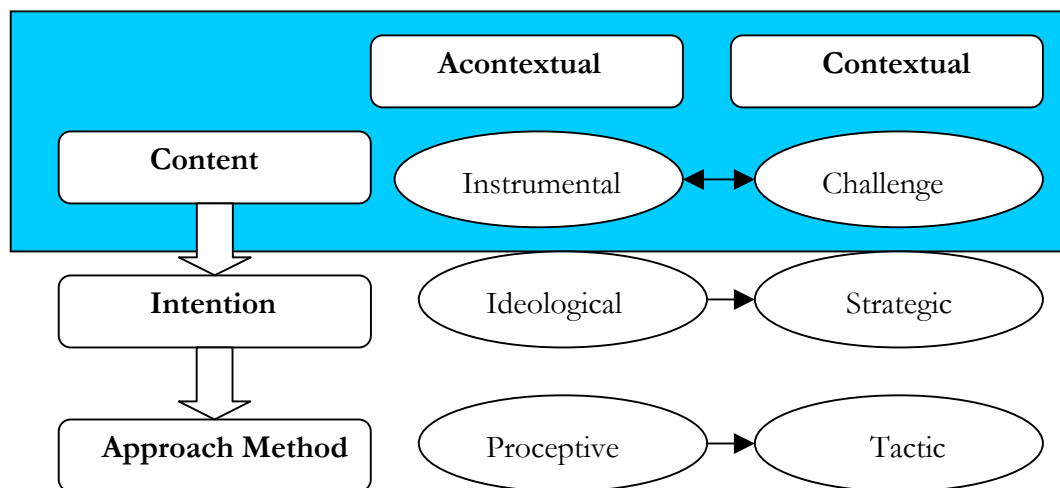 Acontextual Contextual
Content Instrumental Challenge
Intention Ideological Strategic
Approach Method Proceptive Tactic